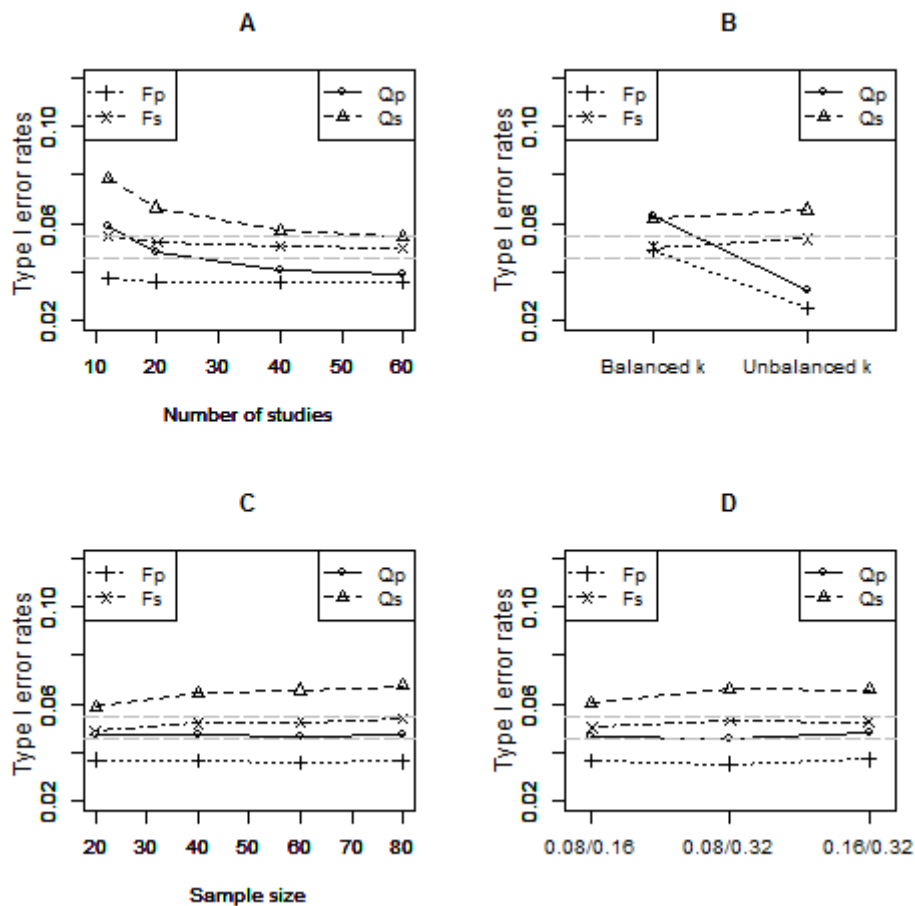 A
B
Fp
Fs
Qp
Qs
Fp
Fs
Qp
Qs
Type I error rates
0.02
0.06
0.10
Type I error rates
0.02
0.06
0.10
10 20 30 40 50 60
Number of studies
Balanced k Unbalanced k
C
D
Fp
Fs
Qp
Qs
Fp
Fs
Qp
Qs
Type I error rates
0.02
0.06
0.10
Type I error rates
0.02
0.06
0.10
20 30 40 50 60 70 80
Sample size
0.08/0.16 0.08/0.32 0.16/0.32